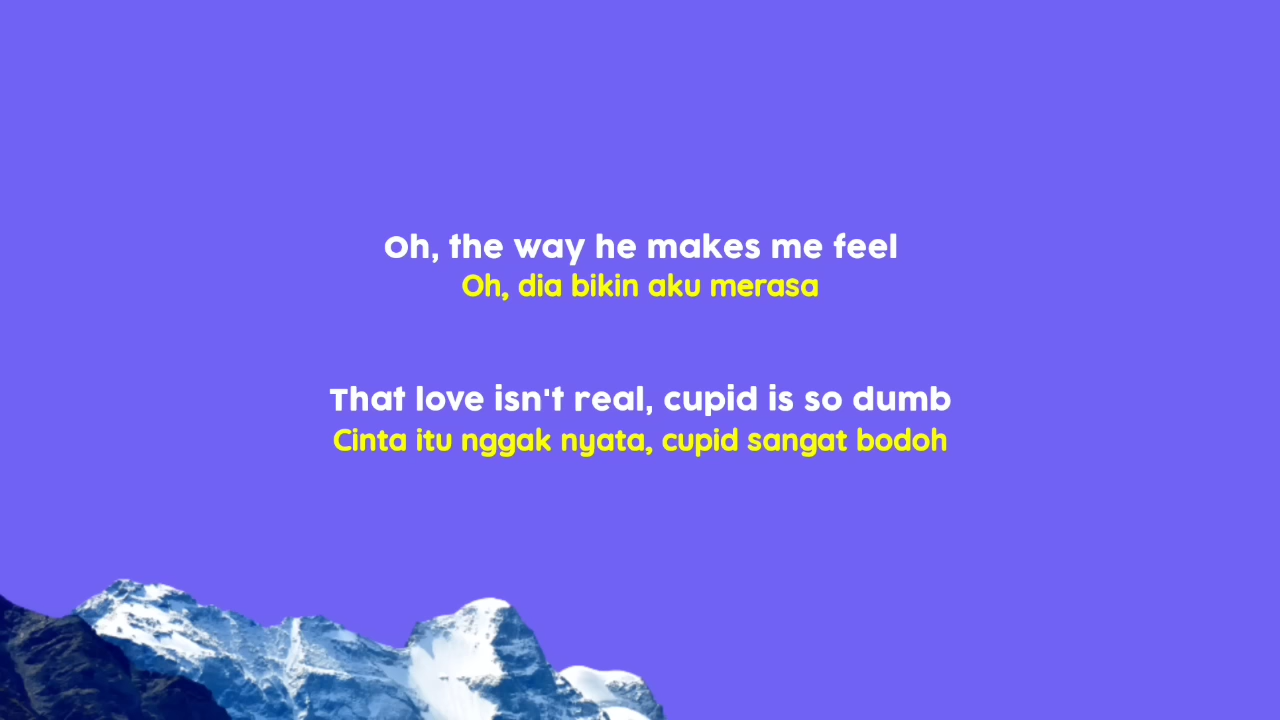 Oh, the way he makes me feel
Oh, dia bikin aku merasa
That love isn't real, cupid is so dumb
Cinta itu nggak nyata, cupid sangat bodoh